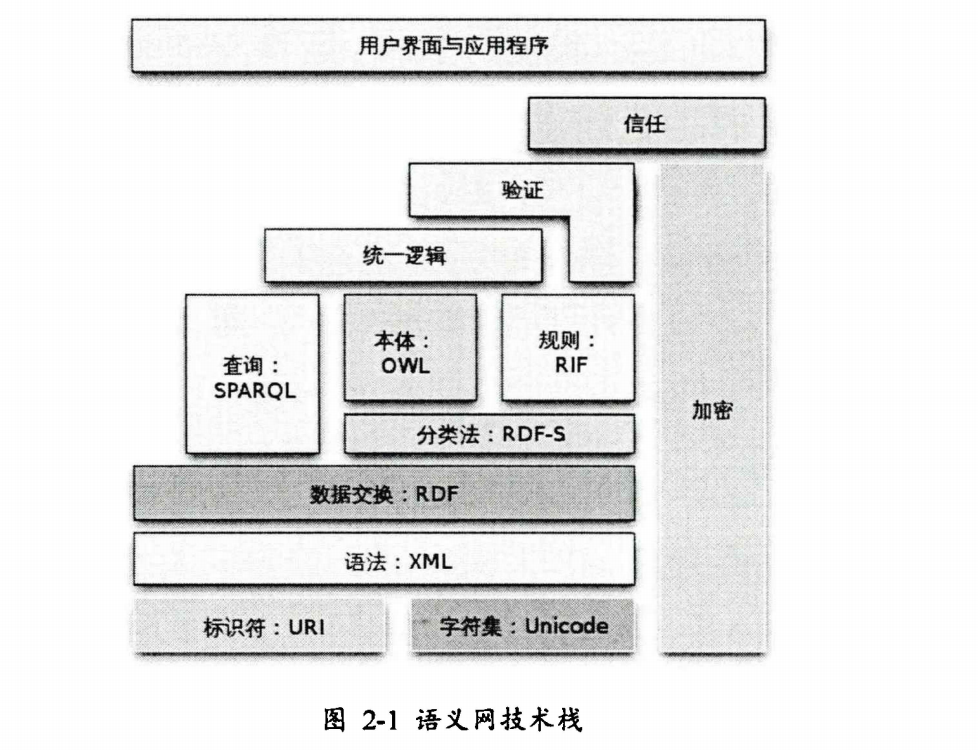 用户界面与应用程序
信任
验证
统一逻辑
查询：
SPARQL
本体：
OWL
规则：
RIF
加密
分类法：RDF-S
数据交换：RDF
语法：XML
标识符：URI
字符集：Unicode
图 2-1 语义网技术栈